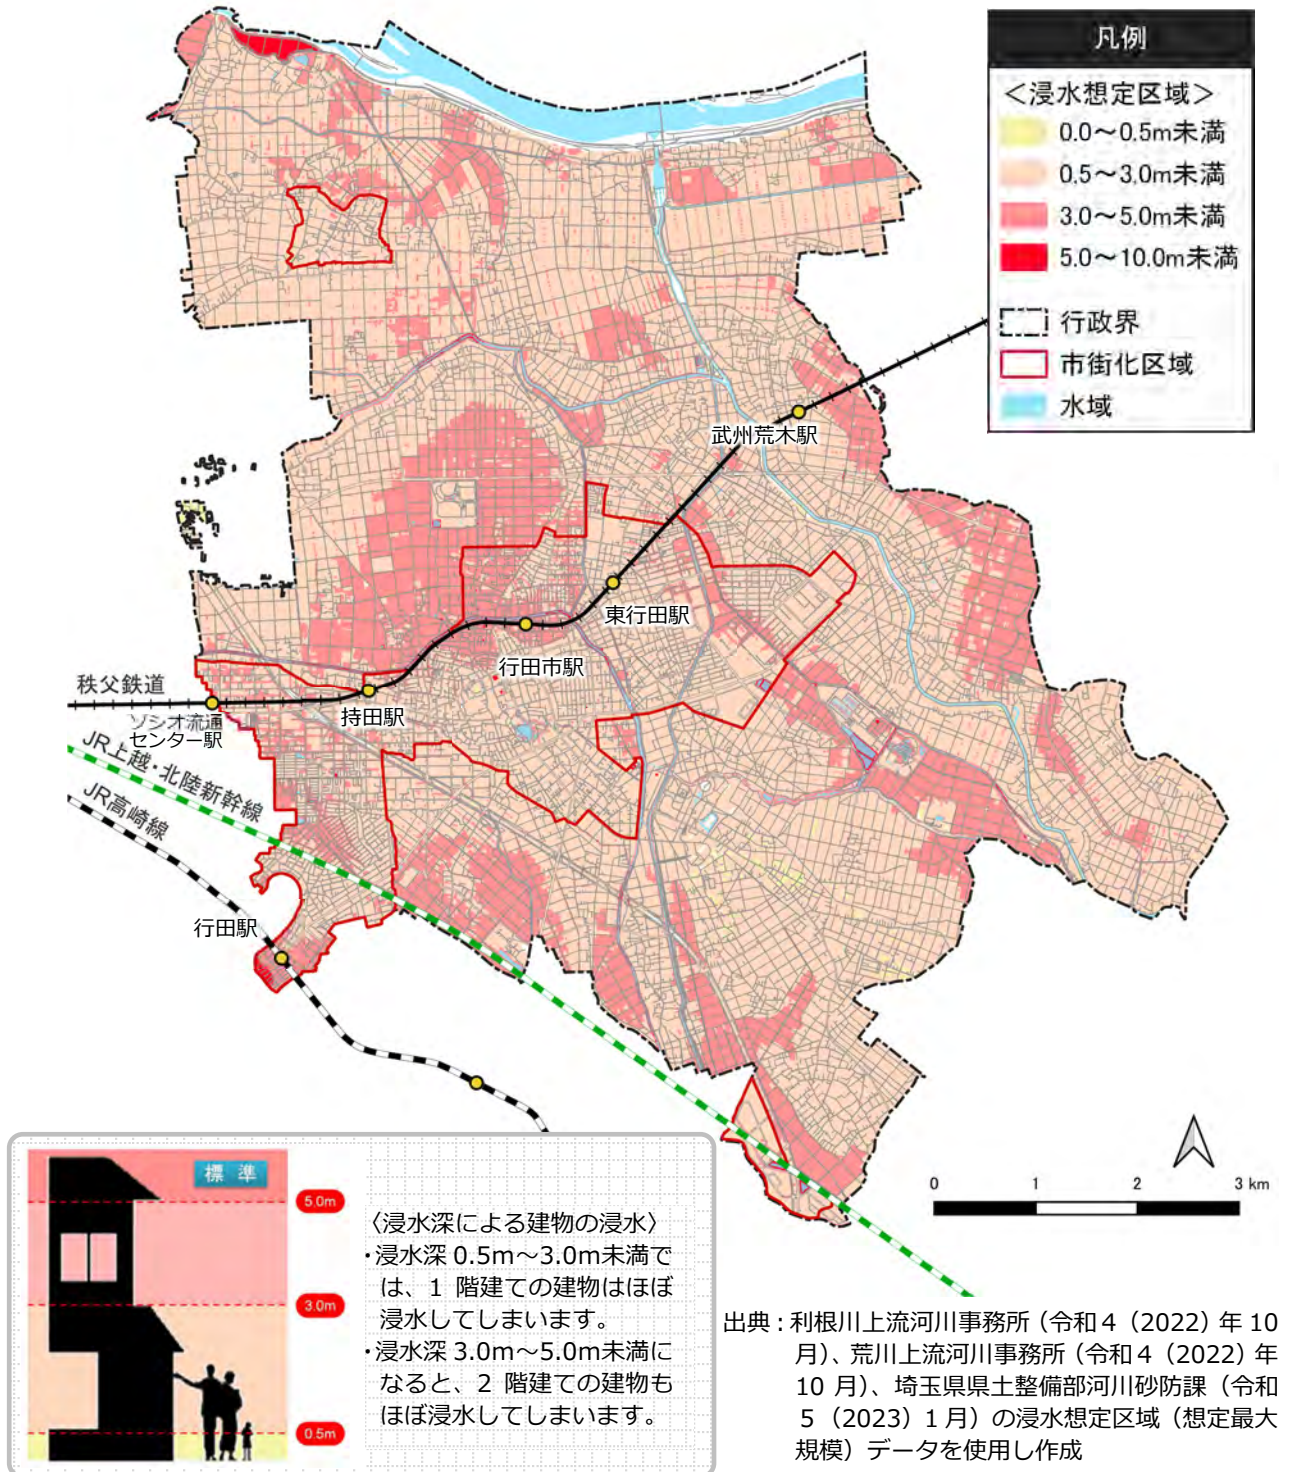 凡例
＜浸水想定区域＞
0.0～0.5m未満
0.5～3.0m未満
3.0～5.0m未満
5.0～10.0m未満
行政界
市街化区域
水域
武州荒木駅
東行田駅
行田市駅
秩父鉄道
持田駅
ソシオ流通
センター駅
JR上越・北陸新幹線
JR高崎線
行田駅
0 1 2 3 km
標準
5.0m
3.0m
0.5m
〈浸水深による建物の浸水〉
・浸水深 0.5m～3.0m未満で
は、1 階建ての建物はほぼ
浸水してしまいます。
・浸水深 3.0m～5.0m未満に
なると、2 階建ての建物も
ほぼ浸水してしまいます。
出典：利根川上流河川事務所（令和４（2022）年 10
月）、荒川上流河川事務所（令和４（2022）年
10 月）、埼玉県県土整備部河川砂防課（令和
５（2023）1 月）の浸水想定区域（想定最大
規模）データを使用し作成